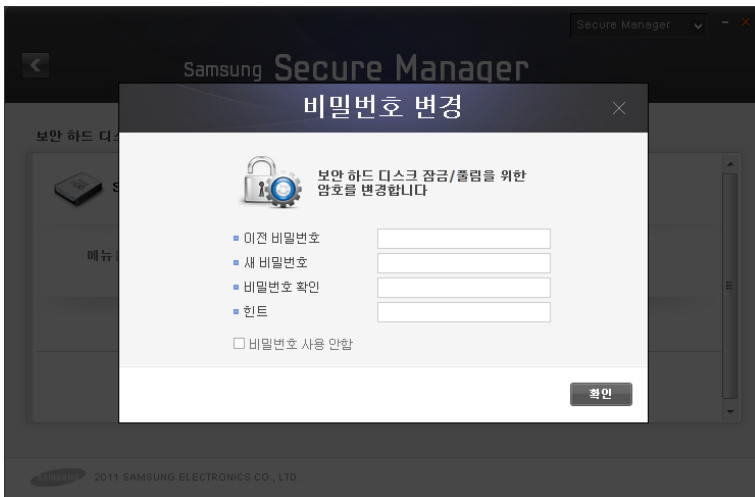 Secure Manager
Samsung Secure Manager
비밀번호 변경
보안 하드 디스
보안 하드 디스크 잠금/풀림을 위한
암호를 변경합니다
S
메뉴
이전 비밀번호
새 비밀번호
비밀번호 확인
힌트
비밀번호 사용 안함
확인
SAMSUNG
2011 SAMSUNG ELECTRONICS CO., LTD.